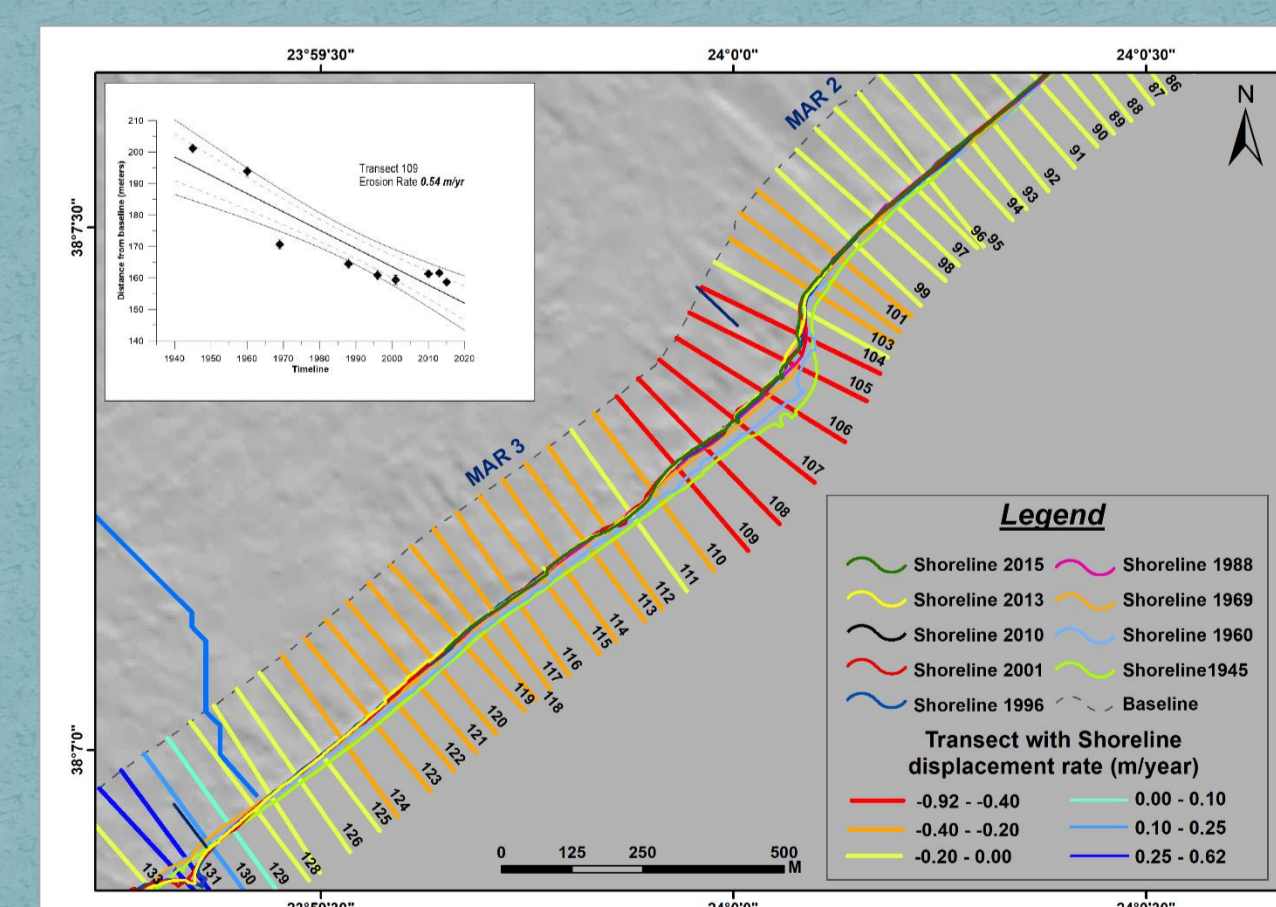 23°59'30"
24°0'0"
24°0'30"
N
38°7'30"
38°7'0"
210
200
190
180
170
160
150
140
Distance from baseline (meters)
1940
1950
1960
1970
1980
1990
2000
2010
2020
Timeline
Transect 109
Erosion Rate 0.54 m/yr
MAR 2
MAR 3
86
87
88
89
90
91
92
93
94
95
96
97
98
99
101
103
104
105
106
107
108
109
110
111
112
113
114
115
116
117
118
119
120
121
122
123
124
125
126
128
129
130
131
133
Legend
Shoreline 2015
Shoreline 1988
Shoreline 2013
Shoreline 1969
Shoreline 2010
Shoreline 1960
Shoreline 2001
Shoreline1945
Shoreline 1996
Baseline
Transect with Shoreline
displacement rate (m/year)
-0.92 - -0.40
0.00 - 0.10
-0.40 - -0.20
0.10 - 0.25
-0.20 - 0.00
0.25 - 0.62
0 125 250 500
M